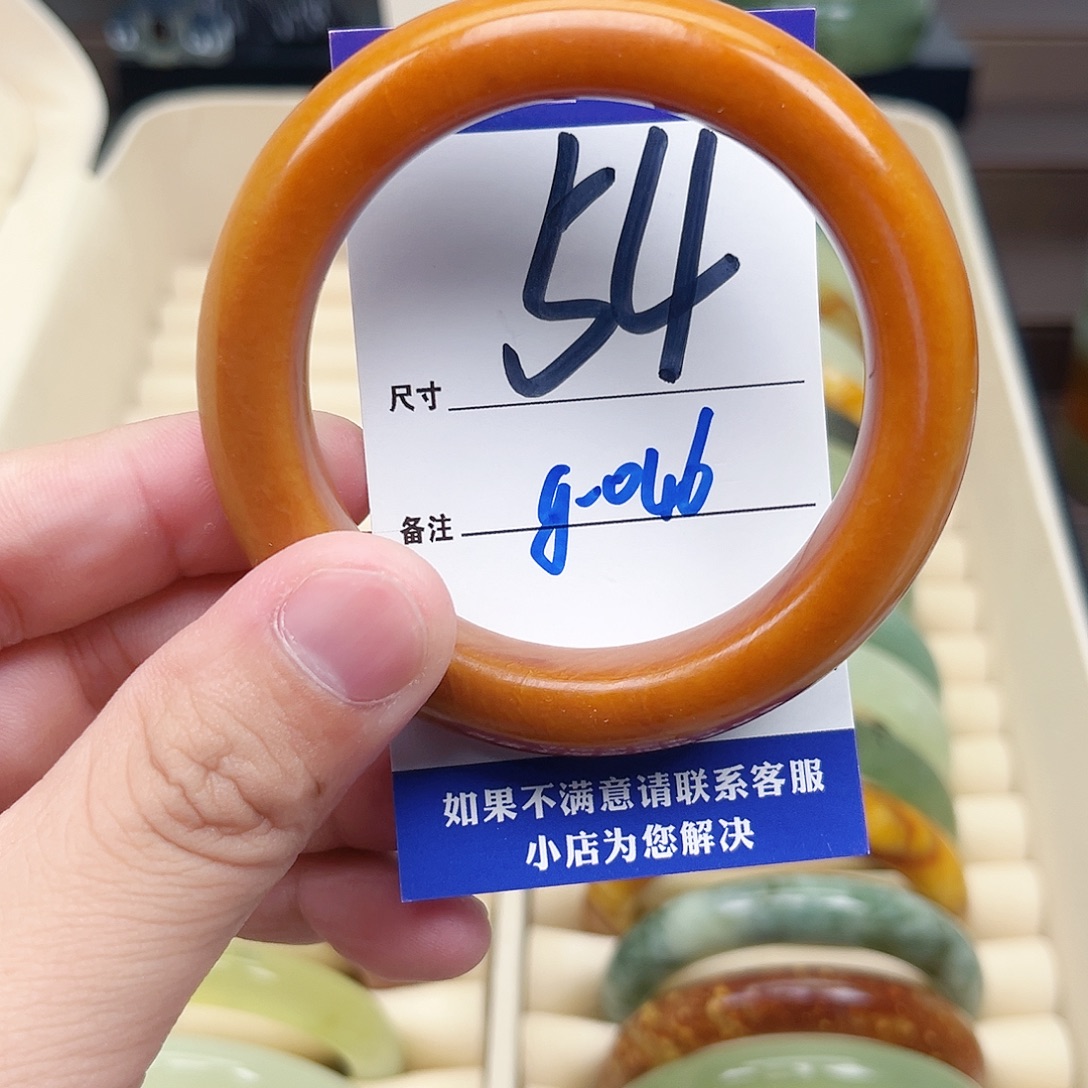 54
尺寸
g-046
备注
如果不满意请联系客服
小店为您解决